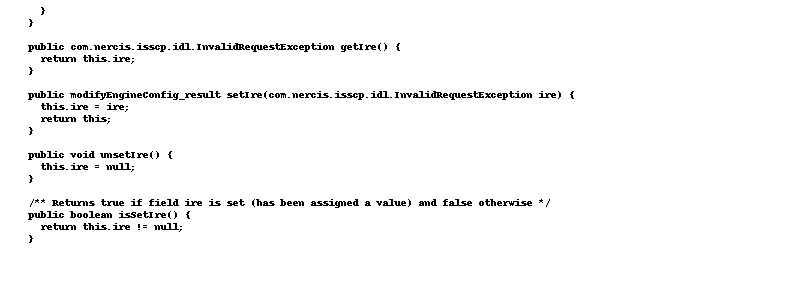 }
  }

  public com.nercis.isscp.idl.InvalidRequestException getIre() {
    return this.ire;
  }

  public modifyEngineConfig_result setIre(com.nercis.isscp.idl.InvalidRequestException ire) {
    this.ire = ire;
    return this;
  }

  public void unsetIre() {
    this.ire = null;
  }

  /** Returns true if field ire is set (has been assigned a value) and false otherwise */
  public boolean isSetIre() {
    return this.ire != null;
  }